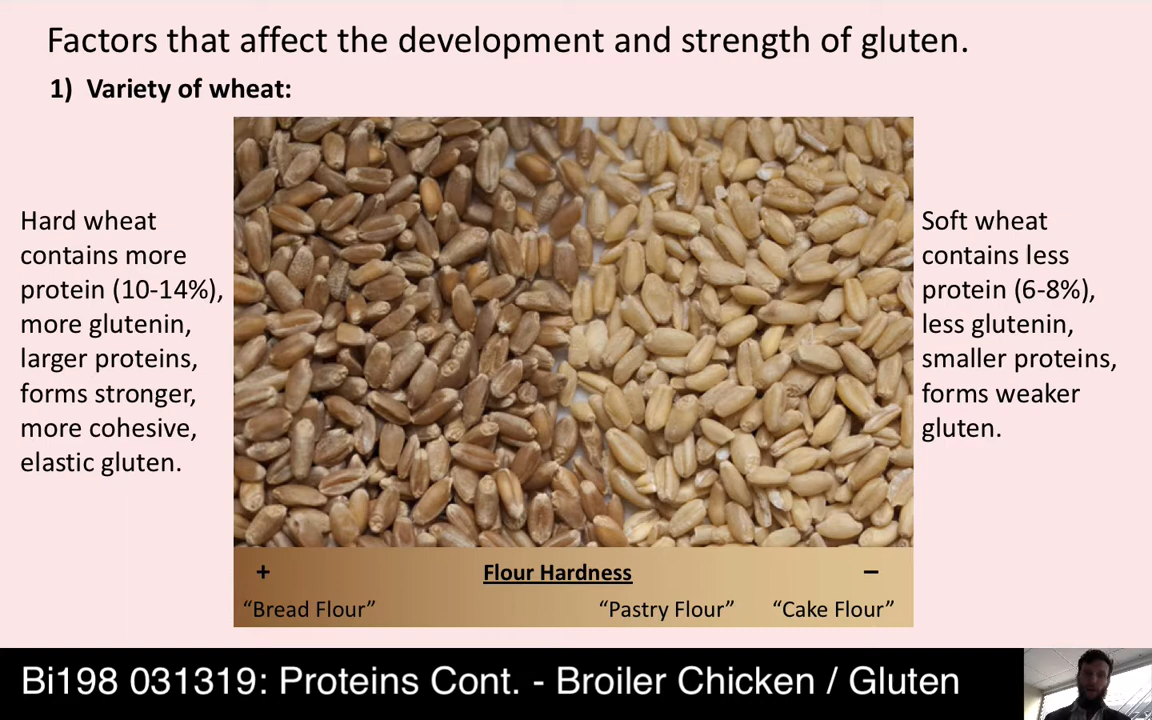 Factors that affect the development and strength of gluten.
1) Variety of wheat:
Hard wheat
contains more
protein (10-14%),
more glutenin,
larger proteins,
forms stronger,
more cohesive,
elastic gluten.
Soft wheat
contains less
protein (6-8%),
less glutenin,
smaller proteins,
forms weaker
gluten.
+ Flour Hardness −
“Bread Flour” “Pastry Flour” “Cake Flour”
Bi198 031319: Proteins Cont. - Broiler Chicken / Gluten